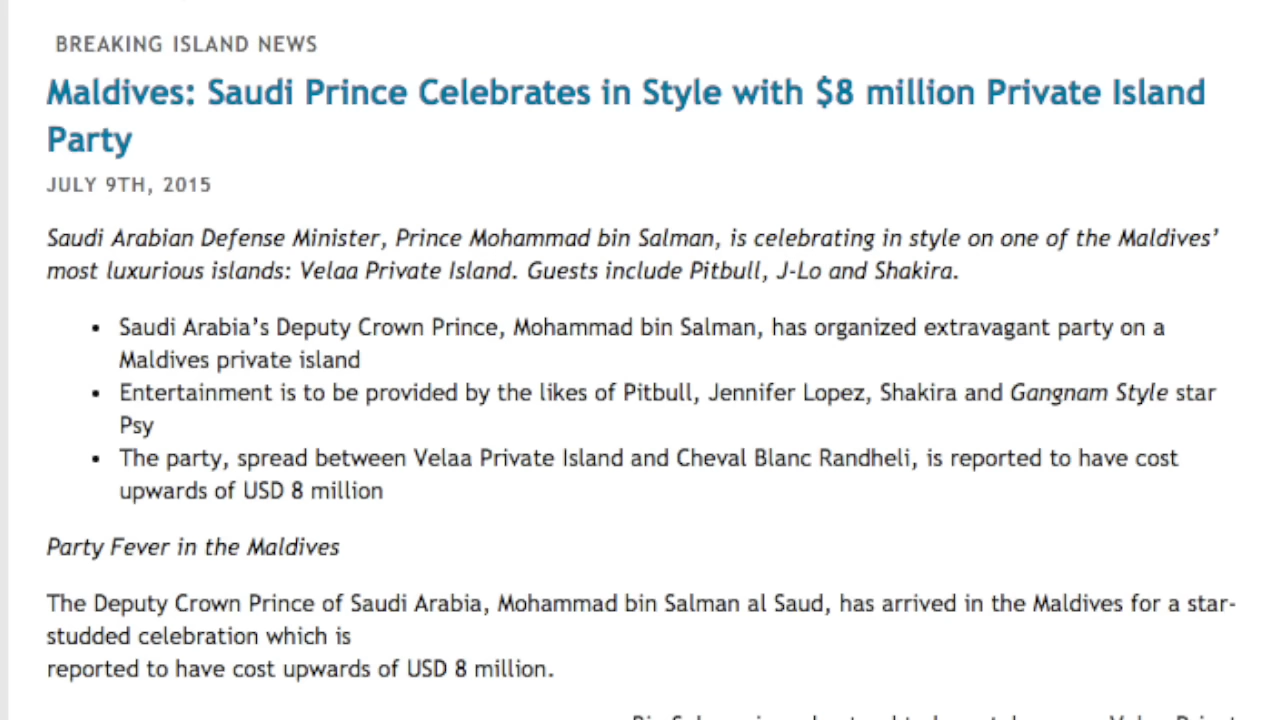 BREAKING ISLAND NEWS
Maldives: Saudi Prince Celebrates in Style with $8 million Private Island
Party
JULY 9TH, 2015
Saudi Arabian Defense Minister, Prince Mohammad bin Salman, is celebrating in style on one of the Maldives’
most luxurious islands: Velaa Private Island. Guests include Pitbull, J-Lo and Shakira.
• Saudi Arabia’s Deputy Crown Prince, Mohammad bin Salman, has organized extravagant party on a
Maldives private island
• Entertainment is to be provided by the likes of Pitbull, Jennifer Lopez, Shakira and Gangnam Style star
Psy
• The party, spread between Velaa Private Island and Cheval Blanc Randheli, is reported to have cost
upwards of USD 8 million
Party Fever in the Maldives
The Deputy Crown Prince of Saudi Arabia, Mohammad bin Salman al Saud, has arrived in the Maldives for a star-
studded celebration which is
reported to have cost upwards of USD 8 million.